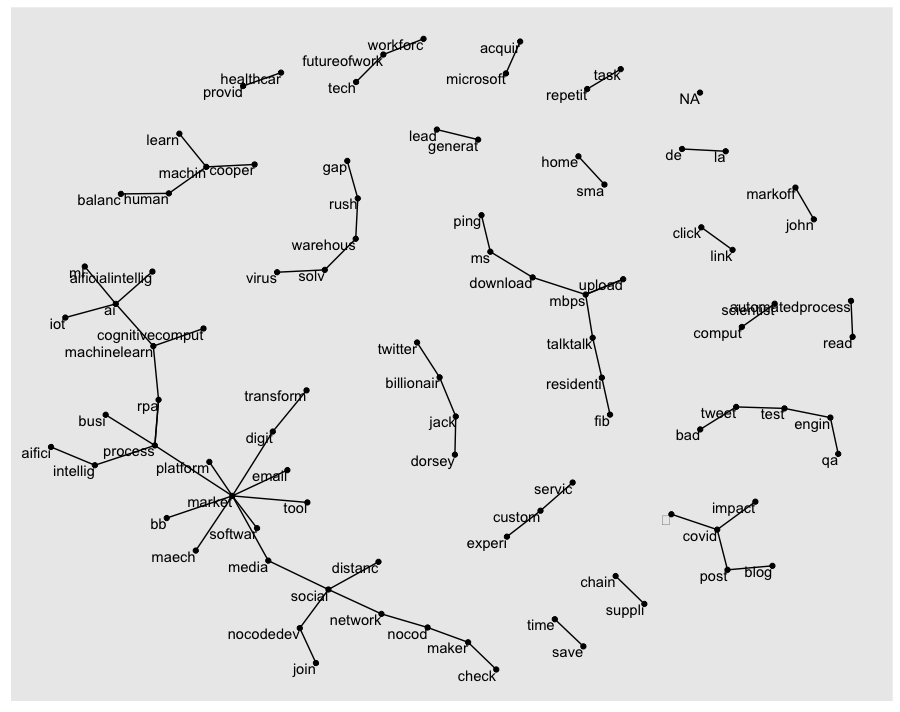 workforc
acquir
futureofwork
healthcar
task
tech
microsoft
provid
repetit
NA
learn
lead
generat
home
de
la
machin
cooper
gap
sma
balanc
human
rush
markoff
ping
john
click
warehous
ms
link
virus
solv
download
upload
ml
aificialintellig
mbps
ai
iot
cognitivecomput
automatedprocess
scientist
machinelearn
twitter
talktalk
comput
read
billionair
residenti
transform
rpa
fib
busi
jack
tweet
test
engin
digit
bad
aifici
process
dorsey
qa
intellig
platform
email
servic
market
tool
impact
bb
custom
softwar
experi
covid
maech
media
distanc
post
blog
social
chain
suppli
nocodedev
network
nocod
time
maker
save
join
check